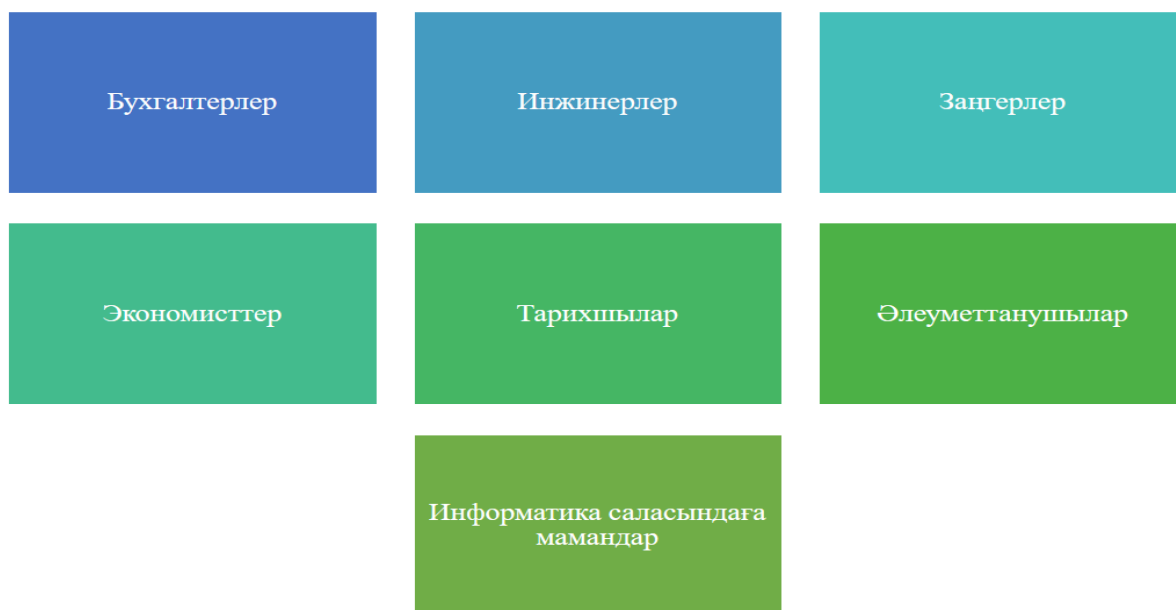 Бухгалтерлер
Инжинерлер
Заңгерлер
Экономисттер
Тарихшылар
Әлеуметтанушылар
Информатика саласындаға
мамандар